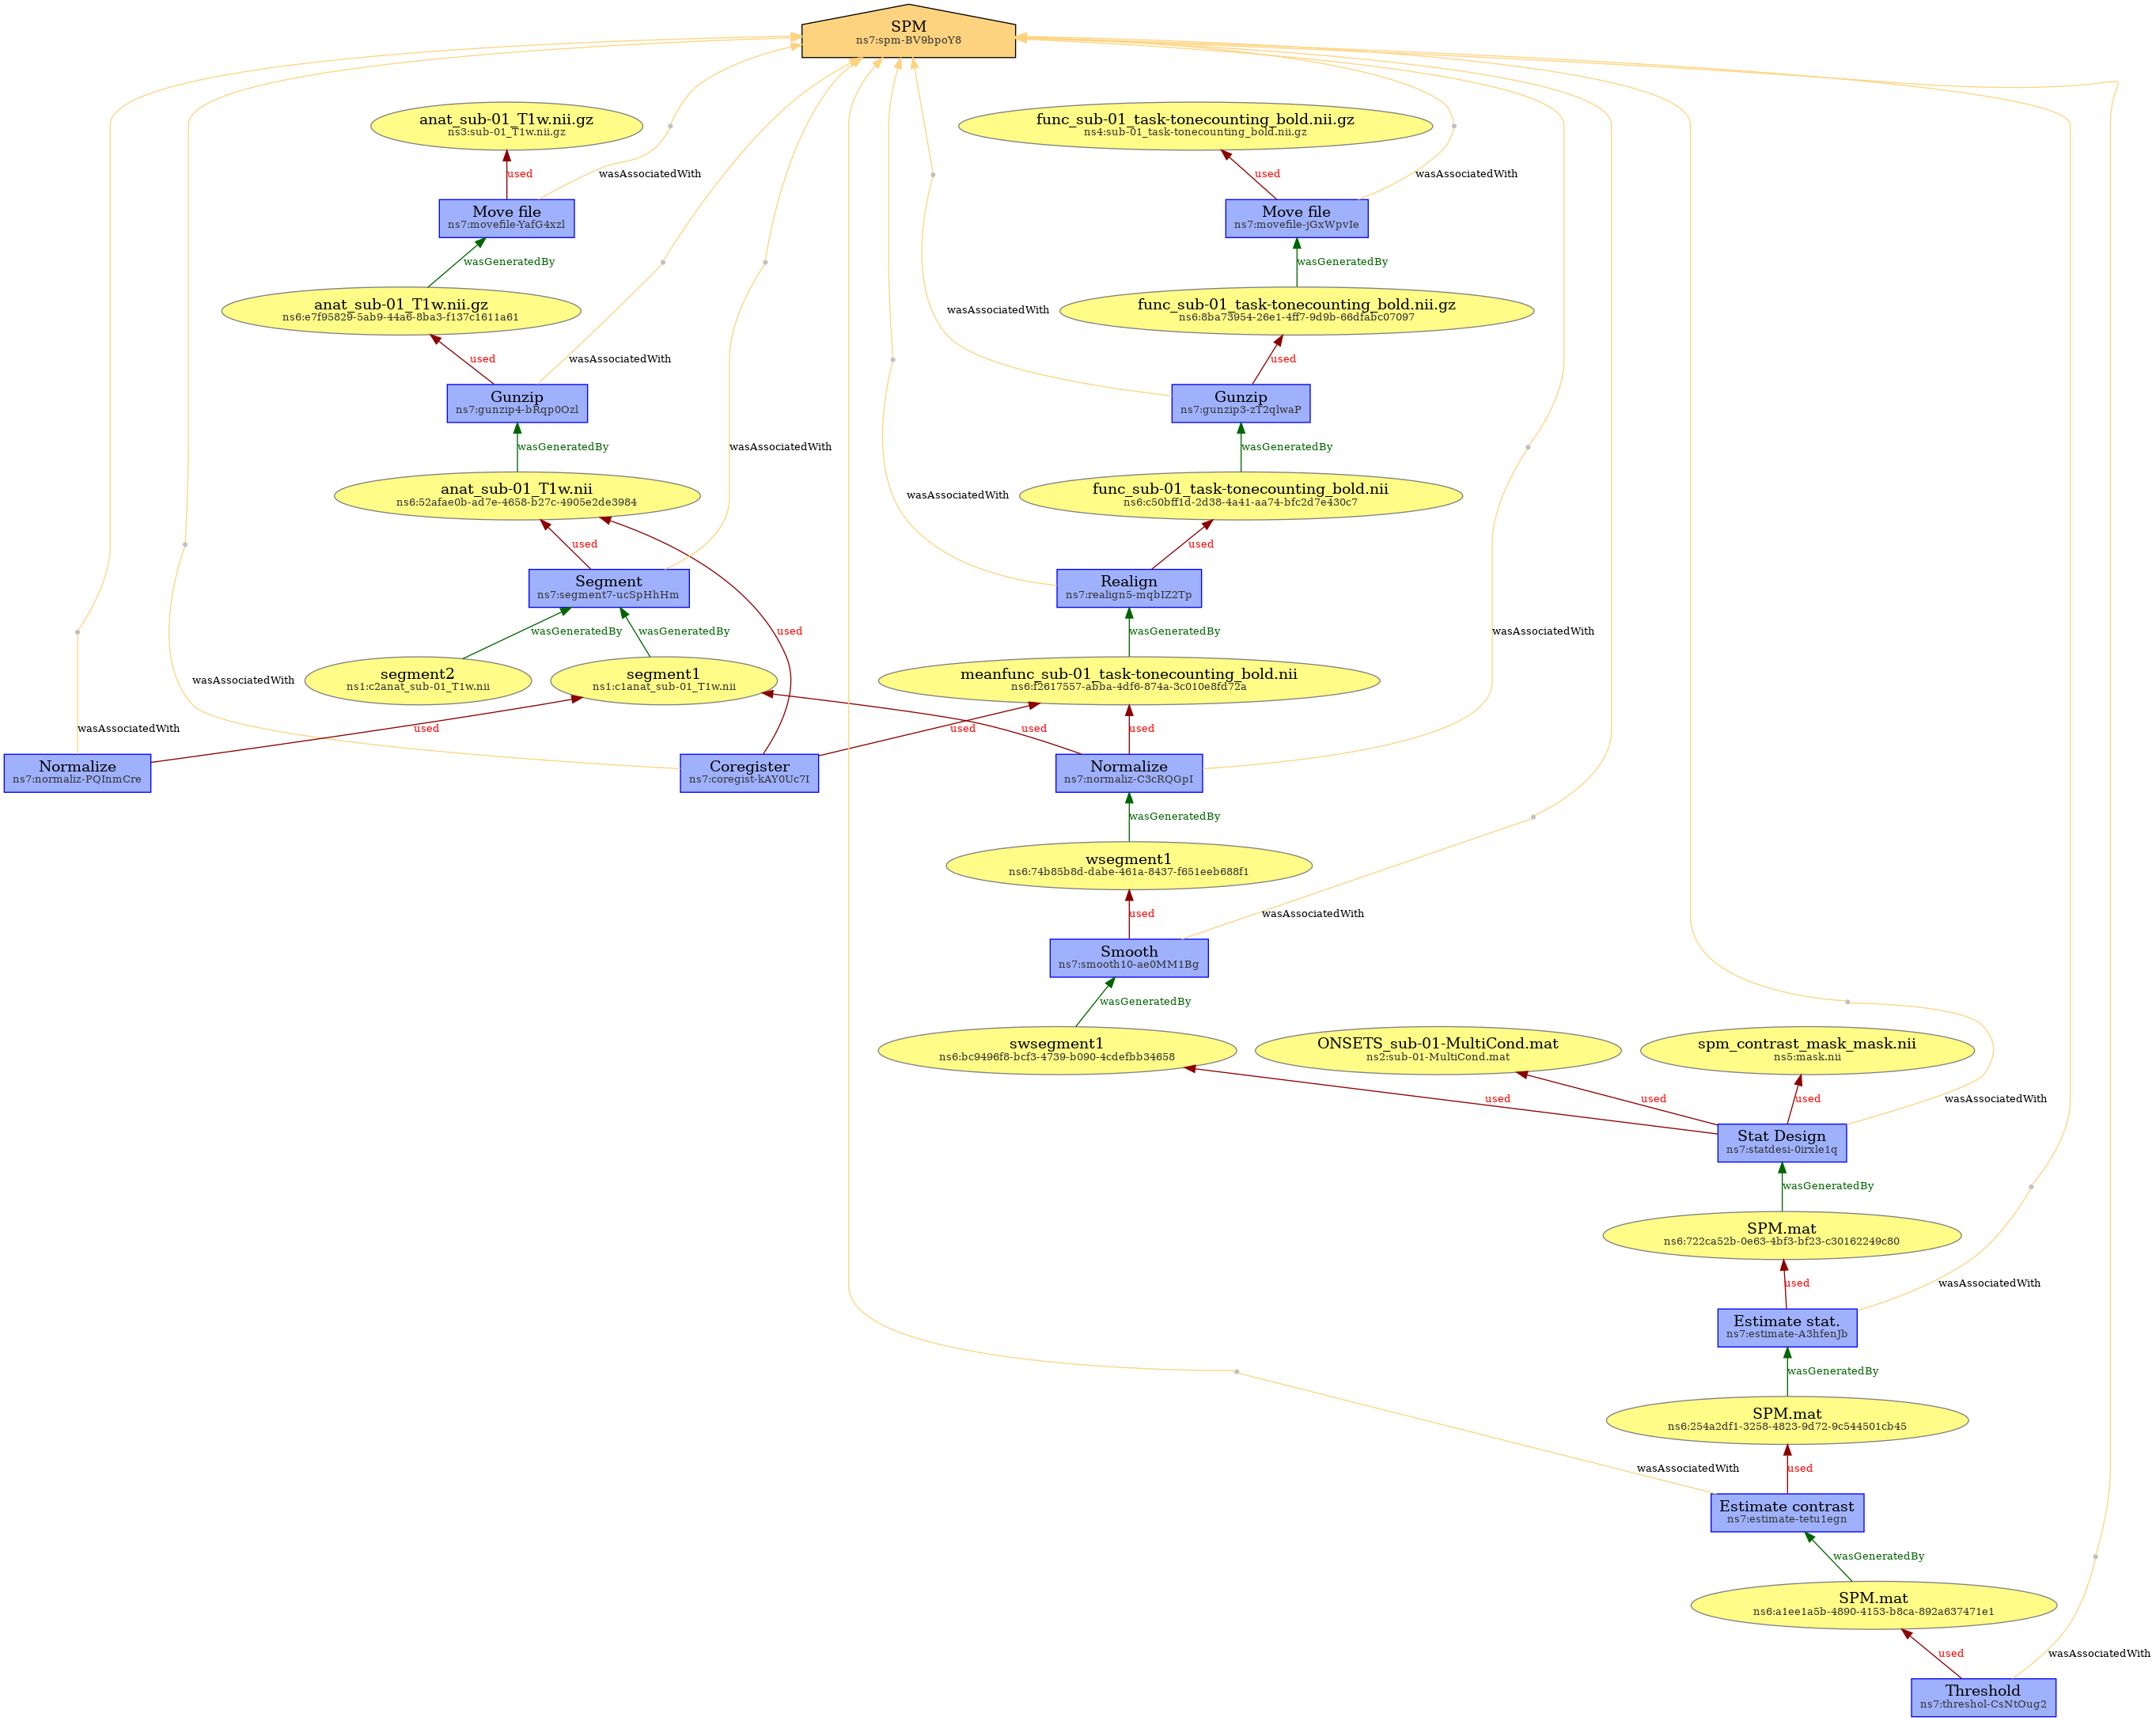 SPM
ns7:spm-BV9bpoY8
anat_sub-01_T1w.nii.gz
ns3:sub-01_T1w.nii.gz
func_sub-01_task-tonecounting_bold.nii.gz
ns4:sub-01_task-tonecounting_bold.nii.gz
used
wasAssociatedWith
used
wasAssociatedWith
Move file
ns7:movefile-YafG4xzl
Move file
ns7:movefile-jGxWpvIe
wasGeneratedBy
wasGeneratedBy
anat_sub-01_T1w.nii.gz
ns6:e7f95829-5ab9-44a6-8ba3-f137c1611a61
wasAssociatedWith
func_sub-01_task-tonecounting_bold.nii.gz
ns6:8ba73954-26e1-4ff7-9d9b-66dfabc07097
used
wasAssociatedWith
used
Gunzip
ns7:gunzip4-bRqp0Ozl
Gunzip
ns7:gunzip3-zT2qlwaP
wasGeneratedBy
wasAssociatedWith
wasGeneratedBy
anat_sub-01_T1w.nii
ns6:52afae0b-ad7e-4658-b27c-4905e2de3984
wasAssociatedWith
func_sub-01_task-tonecounting_bold.nii
ns6:c50bff1d-2d38-4a41-aa74-bfc2d7e430c7
used
used
Segment
ns7:segment7-ucSpHhHm
Realign
ns7:realign5-mqbIZ2Tp
wasGeneratedBy
wasGeneratedBy
used
wasGeneratedBy
wasAssociatedWith
wasAssociatedWith
segment2
ns1:c2anat_sub-01_T1w.nii
segment1
ns1:c1anat_sub-01_T1w.nii
meanfunc_sub-01_task-tonecounting_bold.nii
ns6:f2617557-abba-4df6-874a-3c010e8fd72a
wasAssociatedWith
used
used
used
used
Normalize
ns7:normaliz-PQInmCre
Coregister
ns7:coregist-kAY0Uc7I
Normalize
ns7:normaliz-C3cRQGpI
wasGeneratedBy
wsegment1
ns6:74b85b8d-dabe-461a-8437-f651eeb688f1
used
wasAssociatedWith
Smooth
ns7:smooth10-ae0MM1Bg
wasGeneratedBy
swsegment1
ns6:bc9496f8-bcf3-4739-b090-4cdefbb34658
ONSETS_sub-01-MultiCond.mat
ns2:sub-01-MultiCond.mat
spm_contrast_mask_mask.nii
ns5:mask.nii
used
used
used
wasAssociatedWith
Stat Design
ns7:statdesi-0irxle1q
wasGeneratedBy
SPM.mat
ns6:722ca52b-0e63-4bf3-bf23-c30162249c80
used
wasAssociatedWith
Estimate stat.
ns7:estimate-A3hfenJb
wasGeneratedBy
SPM.mat
ns6:254a2df1-3258-4823-9d72-9c544501cb45
wasAssociatedWith
used
Estimate contrast
ns7:estimate-tetu1egn
wasGeneratedBy
SPM.mat
ns6:a1ee1a5b-4890-4153-b8ca-892a637471e1
used
wasAssociatedWith
Threshold
ns7:threshol-CsNtOug2